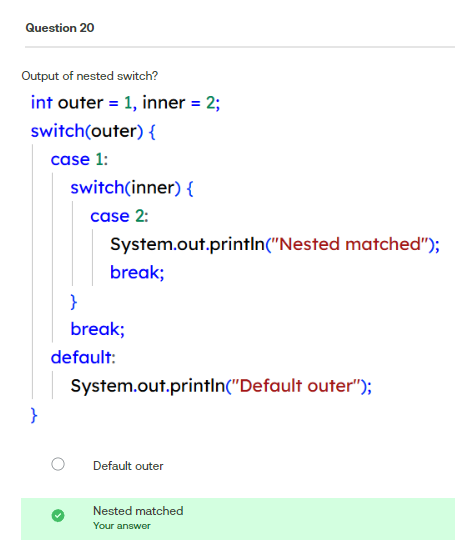 Question 20
Output of nested switch?
int outer = 1, inner = 2;
switch(outer) {
case 1:
switch(inner) {
case 2:
System.out.println("Nested matched");
break;
}
break;
default:
System.out.println("Default outer");
}
Default outer
Nested matched
Your answer